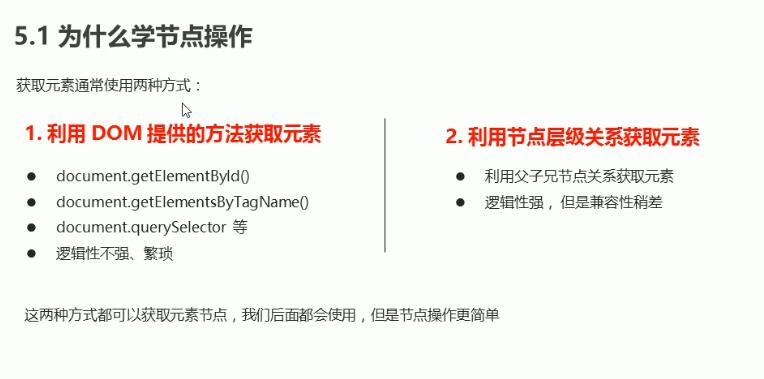 5.1 为什么学节点操作
获取元素通常使用两种方式：
1. 利用 DOM 提供的方法获取元素
document.getElementById()
document.getElementsByTagName()
document.querySelector 等
逻辑性不强、繁琐
2. 利用节点层级关系获取元素
利用父子兄节点关系获取元素
逻辑性强，但是兼容性稍差
这两种方式都可以获取元素节点，我们后面都会使用，但是节点操作更简单